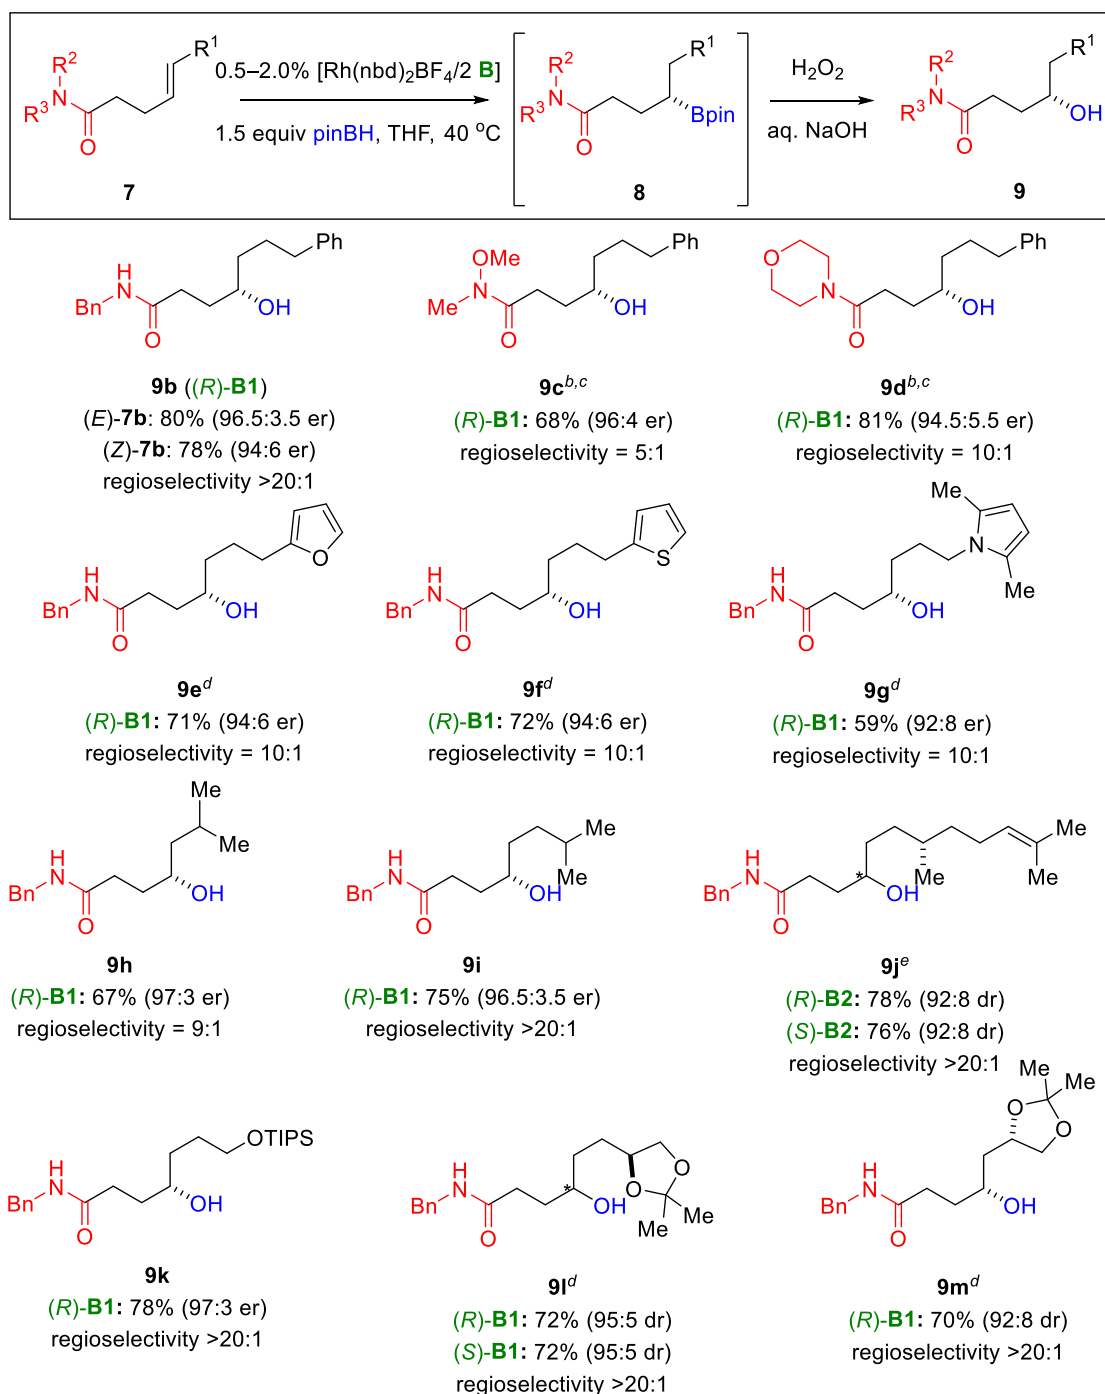 R² N R³ O R¹
7
0.5–2.0% [Rh(nbd)₂BF₄/2 B]
1.5 equiv pinBH, THF, 40 °C
R² N R³ O R¹ Bpin
8
H₂O₂
aq. NaOH
R² N R³ O R¹ OH
9
Bn H N O OH Ph
9b ((R)-B1)
(E)-7b: 80% (96.5:3.5 er)
(Z)-7b: 78% (94:6 er)
regioselectivity >20:1
OMe N Me O OH Ph
9c^b,c
(R)-B1: 68% (96:4 er)
regioselectivity = 5:1
O N O OH Ph
9d^b,c
(R)-B1: 81% (94.5:5.5 er)
regioselectivity = 10:1
Bn H N O OH O
9e^d
(R)-B1: 71% (94:6 er)
regioselectivity = 10:1
Bn H N O OH S
9f^d
(R)-B1: 72% (94:6 er)
regioselectivity = 10:1
Bn H N O OH N Me Me
9g^d
(R)-B1: 59% (92:8 er)
regioselectivity = 10:1
Bn H N O OH Me Me
9h
(R)-B1: 67% (97:3 er)
regioselectivity = 9:1
Bn H N O OH Me Me
9i
(R)-B1: 75% (96.5:3.5 er)
regioselectivity >20:1
Bn H N O * OH Me Me Me
9j^e
(R)-B2: 78% (92:8 dr)
(S)-B2: 76% (92:8 dr)
regioselectivity >20:1
Bn H N O OH OTIPS
9k
(R)-B1: 78% (97:3 er)
regioselectivity >20:1
Bn H N O * OH O O Me Me
9l^d
(R)-B1: 72% (95:5 dr)
(S)-B1: 72% (95:5 dr)
regioselectivity >20:1
Bn H N O OH O O Me Me
9m^d
(R)-B1: 70% (92:8 dr)
regioselectivity >20:1